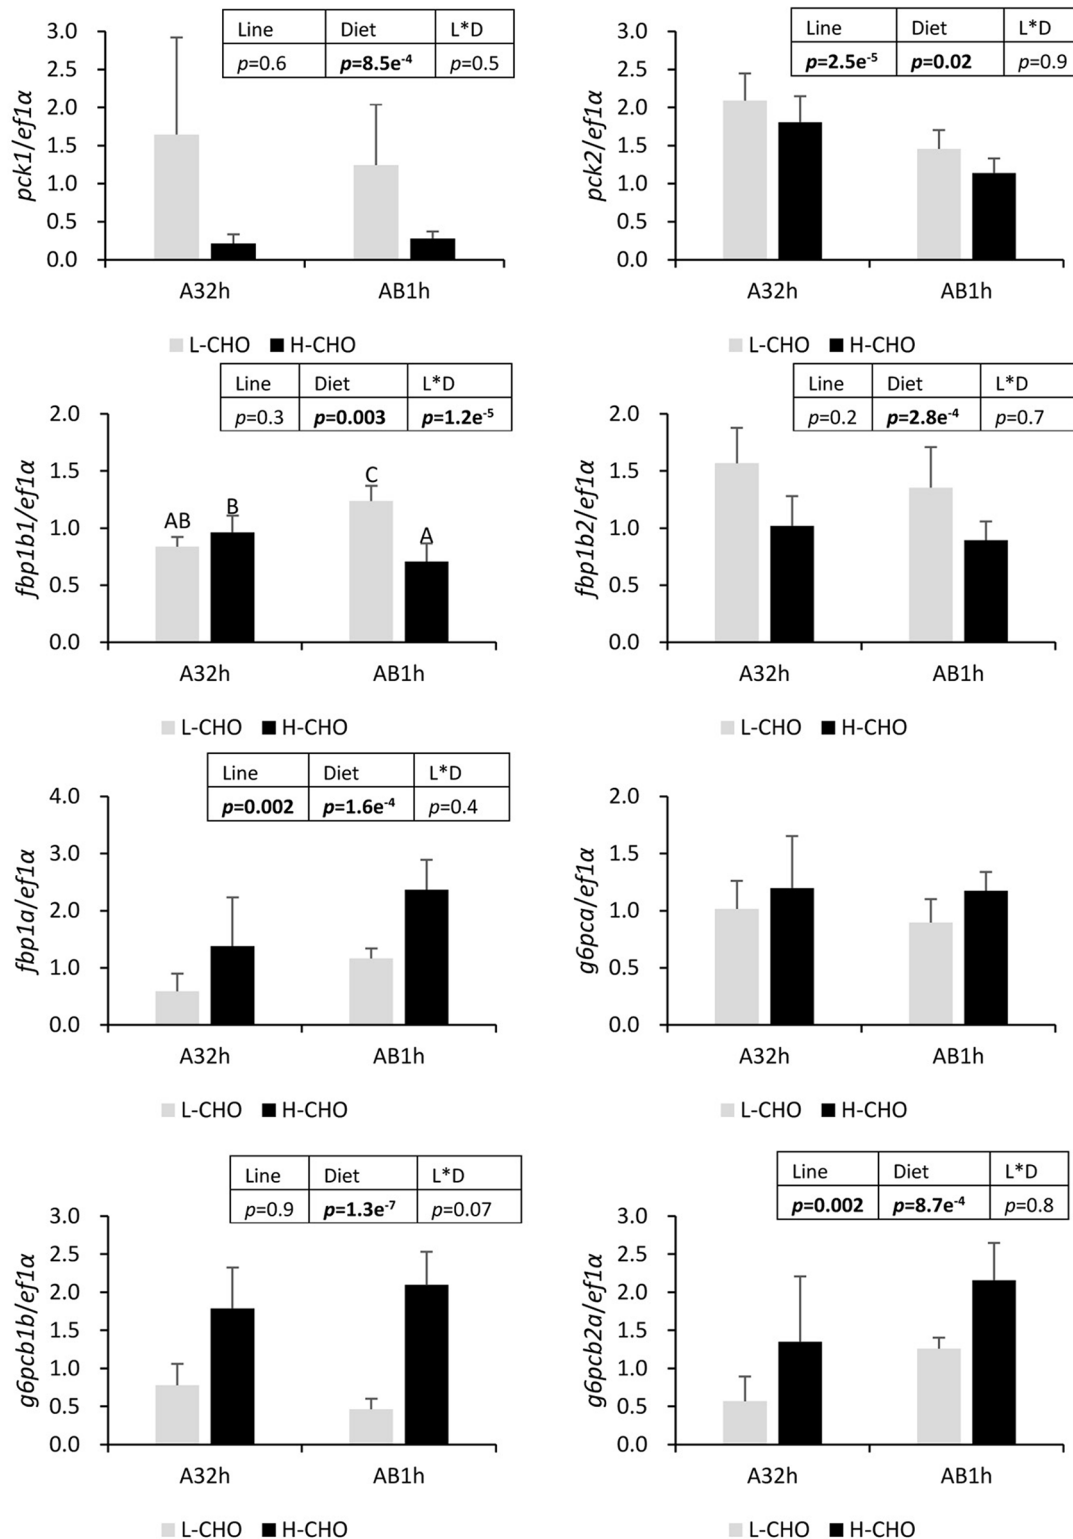 Line Diet L*D
p=0.6 p=8.5e-4 p=0.5
3.0
2.5
2.0
1.5
1.0
0.5
0.0
pck1/ef1α
A32h AB1h
L-CHO H-CHO
Line Diet L*D
p=2.5e-5 p=0.02 p=0.9
3.0
2.5
2.0
1.5
1.0
0.5
0.0
pck2/ef1α
A32h AB1h
L-CHO H-CHO
Line Diet L*D
p=0.3 p=0.003 p=1.2e-5
2.0
1.5
1.0
0.5
0.0
fbp1b1/ef1α
AB B C A
A32h AB1h
L-CHO H-CHO
Line Diet L*D
p=0.2 p=2.8e-4 p=0.7
2.0
1.5
1.0
0.5
0.0
fbp1b2/ef1α
A32h AB1h
L-CHO H-CHO
Line Diet L*D
p=0.002 p=1.6e-4 p=0.4
4.0
3.0
2.0
1.0
0.0
fbp1a/ef1α
A32h AB1h
L-CHO H-CHO
2.0
1.5
1.0
0.5
0.0
g6pca/ef1α
A32h AB1h
L-CHO H-CHO
Line Diet L*D
p=0.9 p=1.3e-7 p=0.07
3.0
2.5
2.0
1.5
1.0
0.5
0.0
g6pcb1b/ef1α
A32h AB1h
L-CHO H-CHO
Line Diet L*D
p=0.002 p=8.7e-4 p=0.8
3.0
2.5
2.0
1.5
1.0
0.5
0.0
g6pcb2a/ef1α
A32h AB1h
L-CHO H-CHO